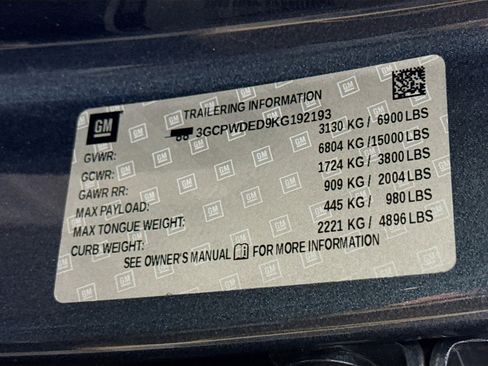 TRAILERING INFORMATION
GM
3GCPWDED9KG192193
GVWR: 3130 KG / 6900 LBS
GCWR: 6804 KG / 15000 LBS
GAWR RR: 1724 KG / 3800 LBS
MAX PAYLOAD: 909 KG / 2004 LBS
MAX TONGUE WEIGHT: 445 KG / 980 LBS
CURB WEIGHT: 2221 KG / 4896 LBS
SEE OWNER'S MANUAL FOR MORE INFORMATION